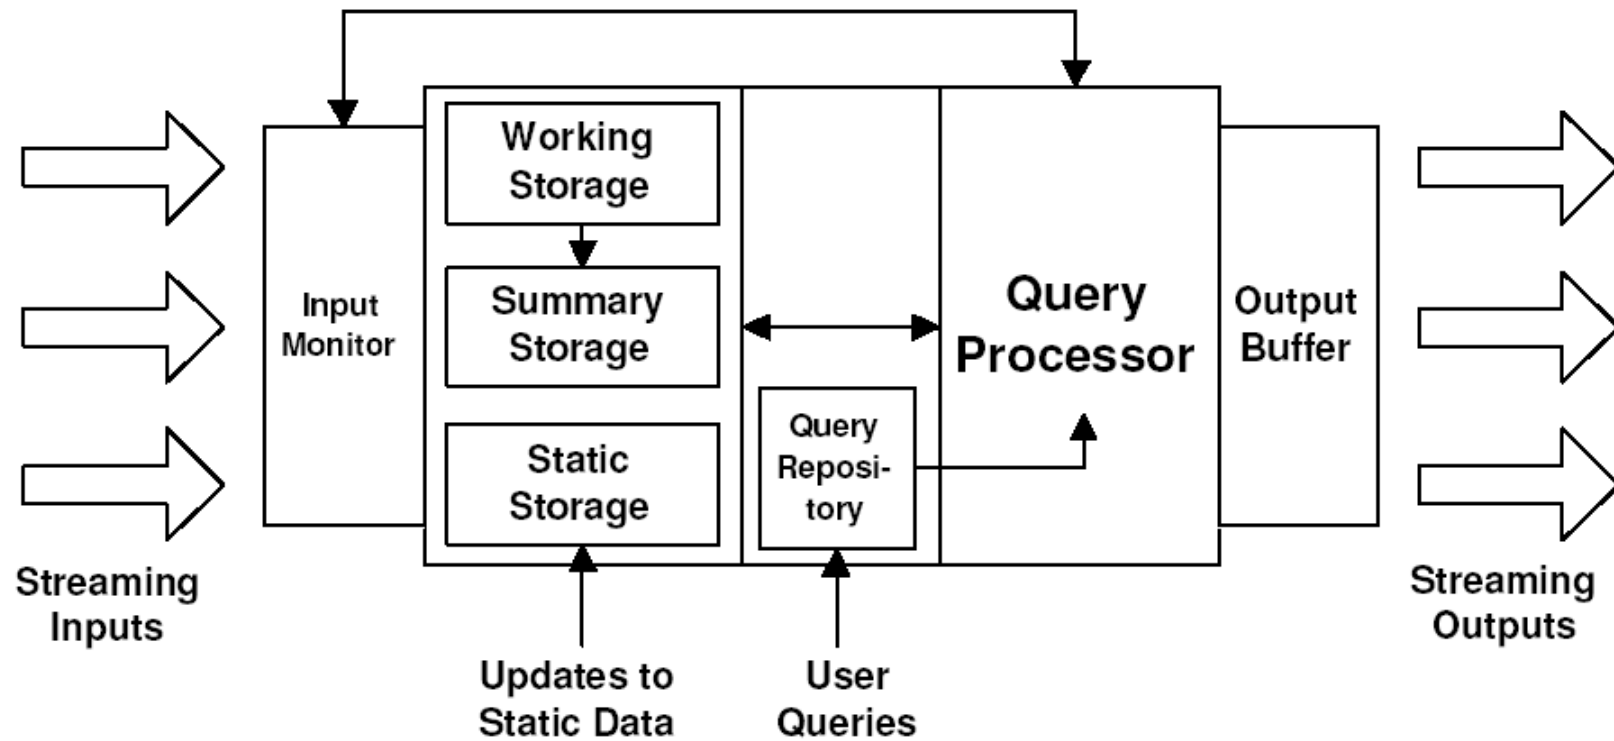 Working
Storage
Summary
Storage
Static
Storage
Input
Monitor
Query
Processor
Query
Reposi-
tory
Output
Buffer
Streaming
Inputs
Updates to
Static Data
User
Queries
Streaming
Outputs